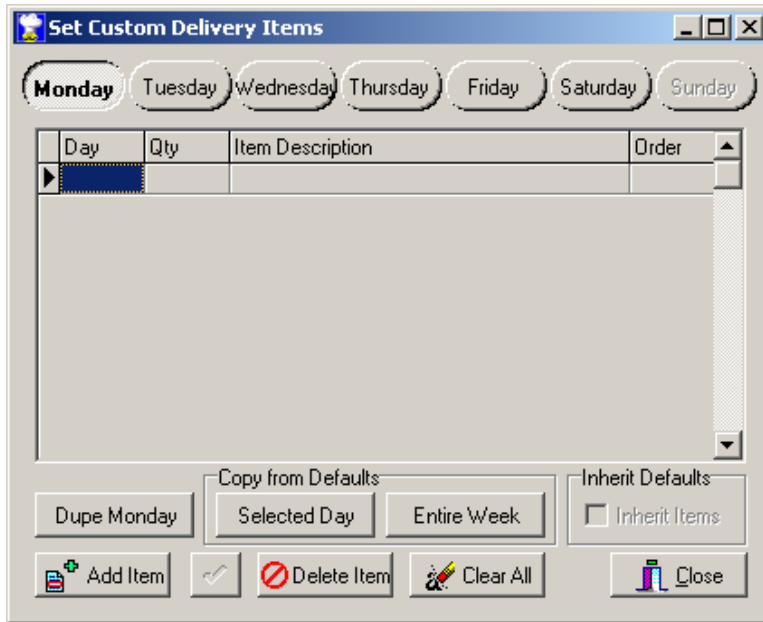 Set Custom Delivery Items
Monday Tuesday Wednesday Thursday Friday Saturday Sunday
Day Qty Item Description Order
Copy from Defaults Inherit Defaults
Dupe Monday Selected Day Entire Week Inherit Items
Add Item Delete Item Clear All Close